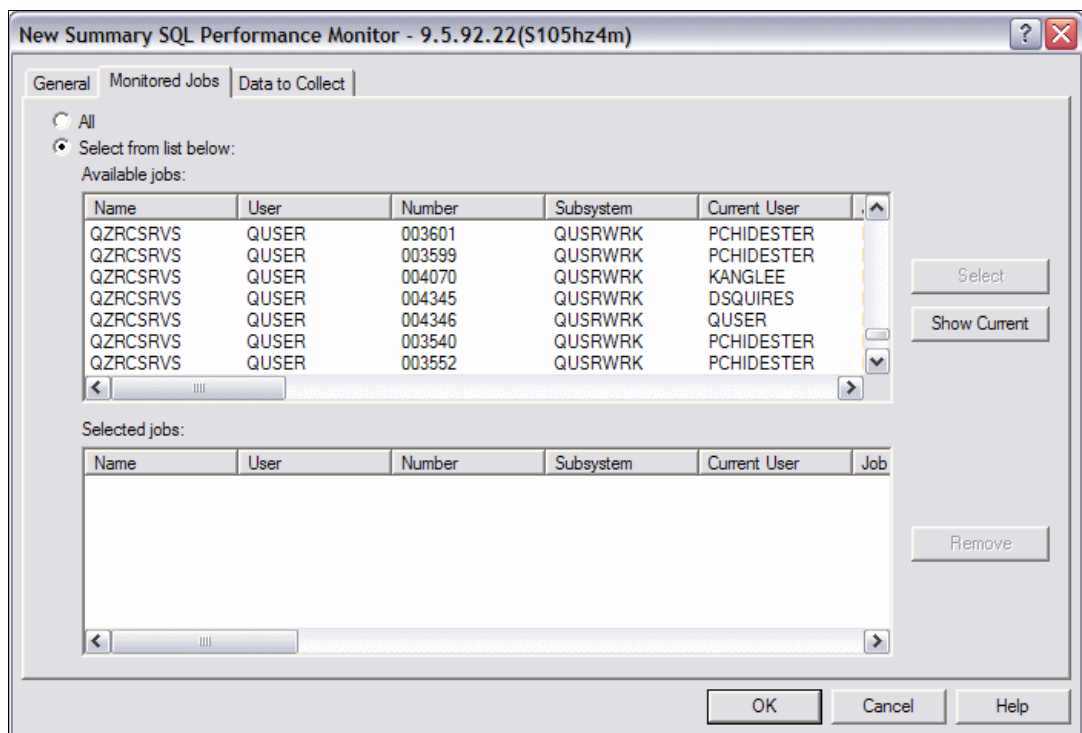 New Summary SQL Performance Monitor - 9.5.92.22(S105hz4m)
General Monitored Jobs Data to Collect
All
Select from list below:
Available jobs:
Name User Number Subsystem Current User
QZRCSRVS QUSER 003601 QUSRWRK PCHIDESTER
QZRCSRVS QUSER 003599 QUSRWRK PCHIDESTER
QZRCSRVS QUSER 004070 QUSRWRK KANGLEE
QZRCSRVS QUSER 004345 QUSRWRK DSQUIRES
QZRCSRVS QUSER 004346 QUSRWRK QUSER
QZRCSRVS QUSER 003540 QUSRWRK PCHIDESTER
QZRCSRVS QUSER 003552 QUSRWRK PCHIDESTER
Select
Show Current
Selected jobs:
Name User Number Subsystem Current User Job
Remove
OK Cancel Help